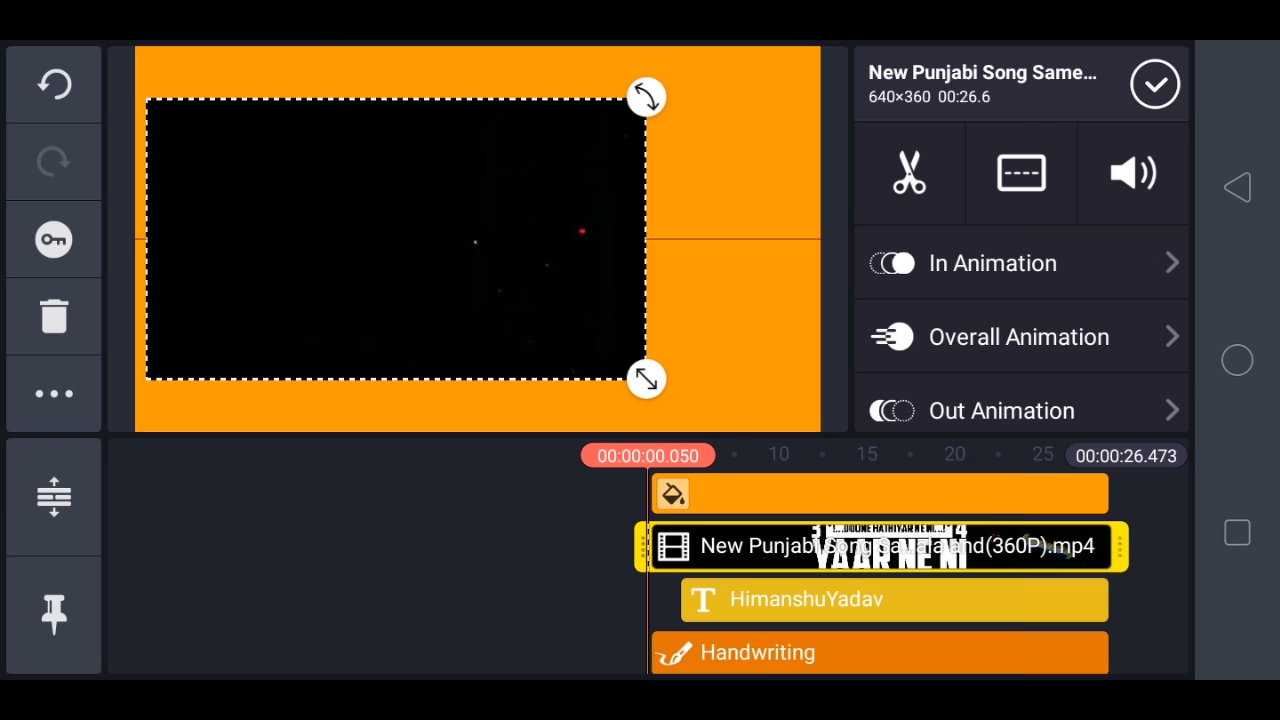 New Punjabi Song Same...
640×360 00:26.6
In Animation
Overall Animation
Out Animation
00:00:00.050
10
15
20
25
00:00:26.473
New Punjabi Song
and(360P).mp4
YAAR NE NI
T HimanshuYadav
Handwriting